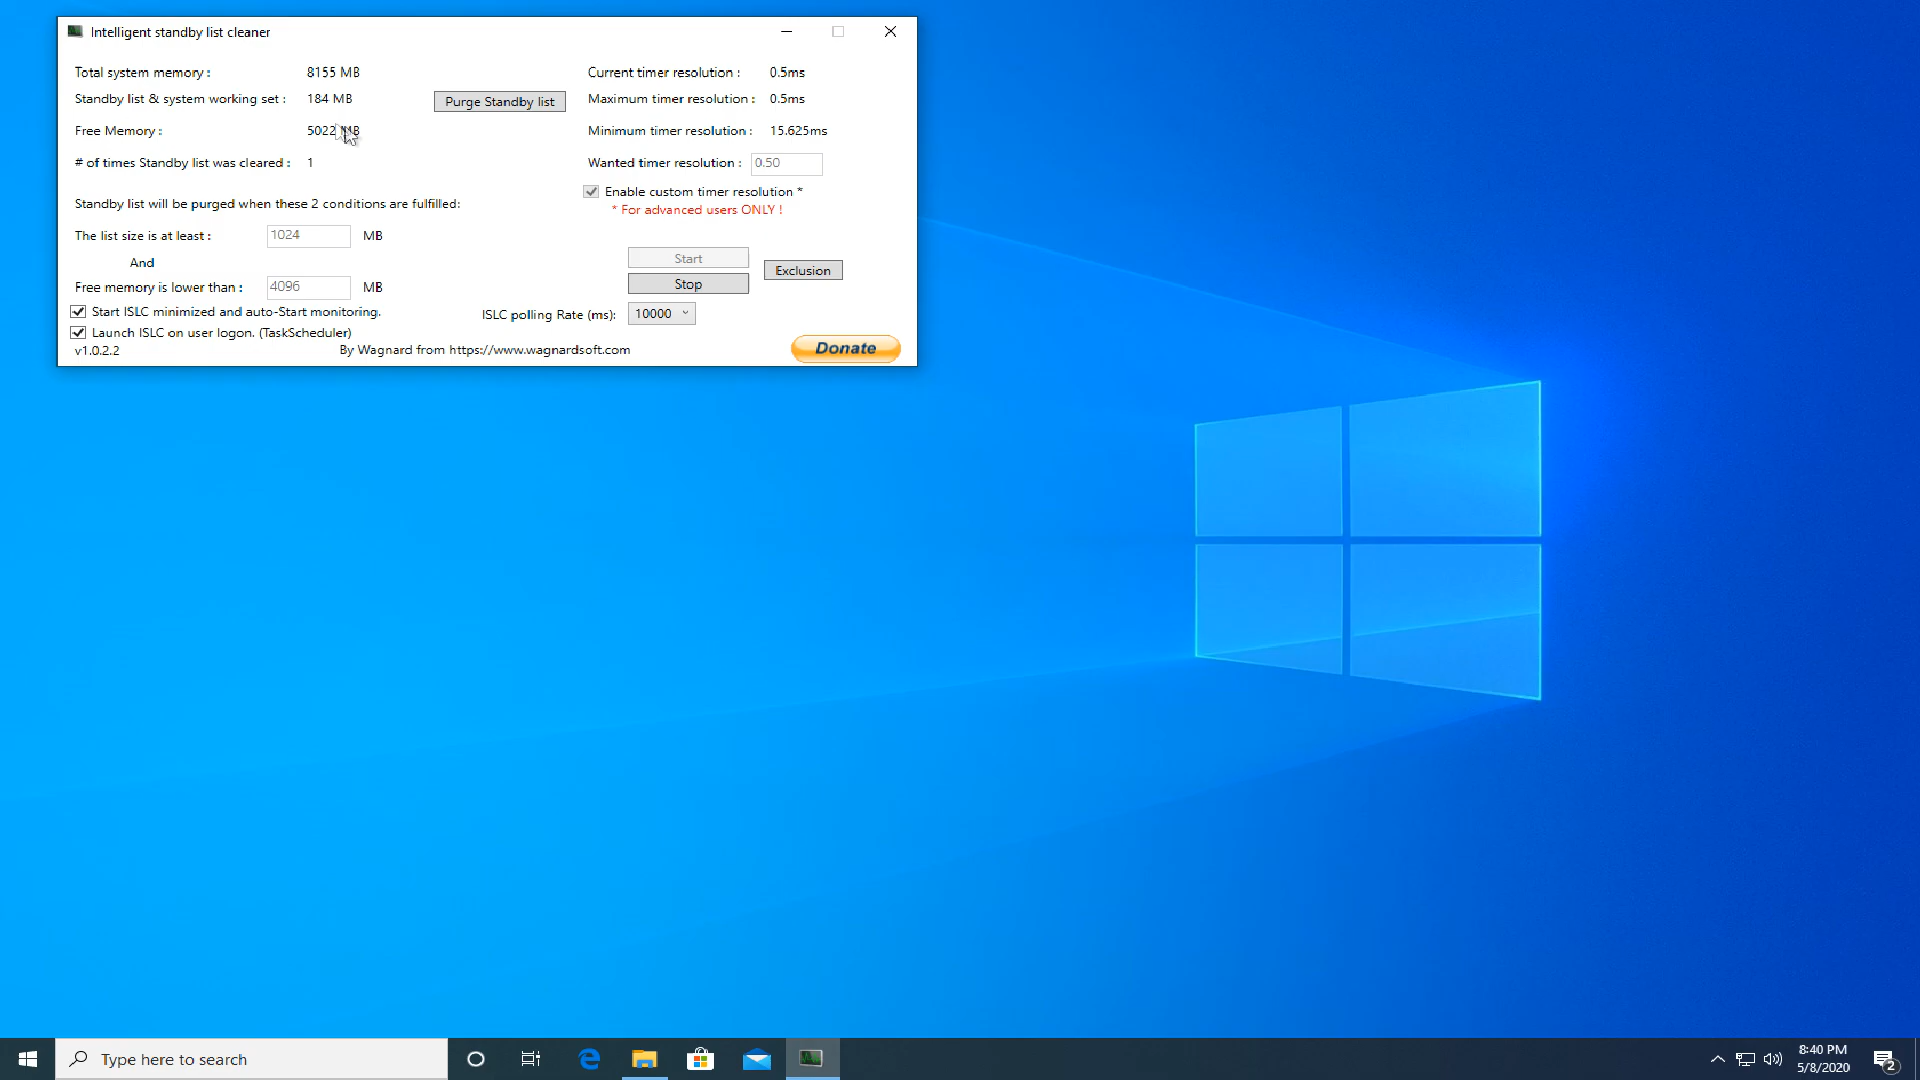 Intelligent standby list cleaner
Total system memory : 8155 MB
Standby list & system working set : 184 MB
Purge Standby list
Free Memory : 5022 MB
# of times Standby list was cleared : 1
Standby list will be purged when these 2 conditions are fulfilled:
The list size is at least : 1024 MB
And
Free memory is lower than : 4096 MB
Start ISLC minimized and auto-Start monitoring.
Launch ISLC on user logon. (TaskScheduler)
v1.0.2.2
By Wagnard from https://www.wagnardsoft.com
Current timer resolution : 0.5ms
Maximum timer resolution : 0.5ms
Minimum timer resolution : 15.625ms
Wanted timer resolution : 0.50
Enable custom timer resolution *
* For advanced users ONLY !
Start
Stop
Exclusion
ISLC polling Rate (ms): 10000
Donate
Type here to search
8:40 PM
5/8/2020
2